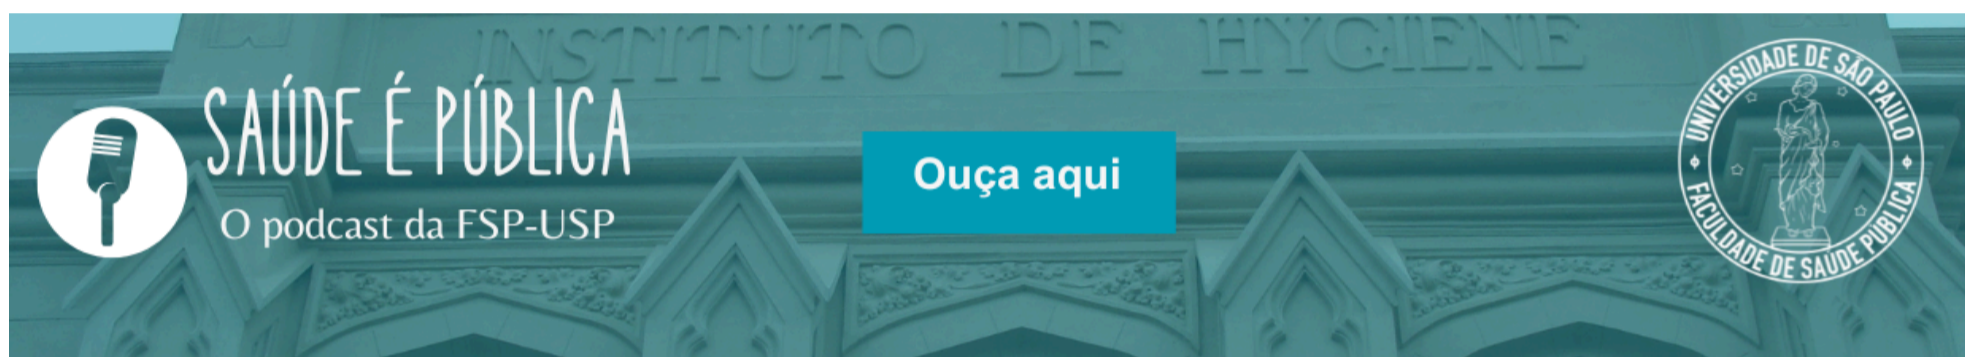 INSTITUTO DE HYGIENE
SAÚDE É PÚBLICA
O podcast da FSP-USP
Ouça aqui
UNIVERSIDADE DE SÃO PAULO
FACULDADE DE SAÚDE PÚBLICA